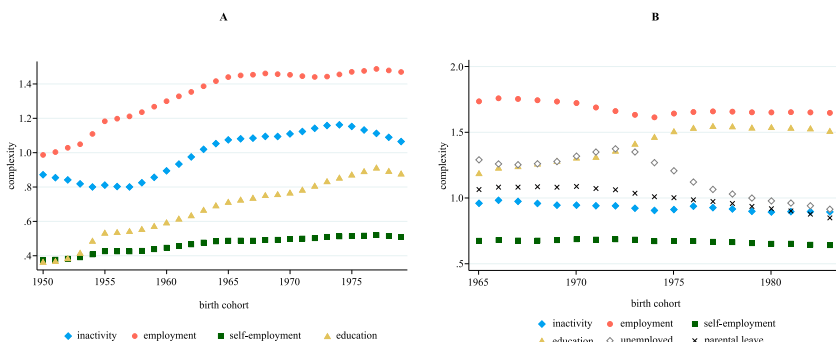 A
complexity
1.4
1.2
1
.8
.6
.4
1950 1955 1960 1965 1970 1975
birth cohort
inactivity employment self-employment education
B
complexity
2.0
1.5
1.0
.5
1965 1970 1975 1980
birth cohort
inactivity employment self-employment
education unemployed parental leave